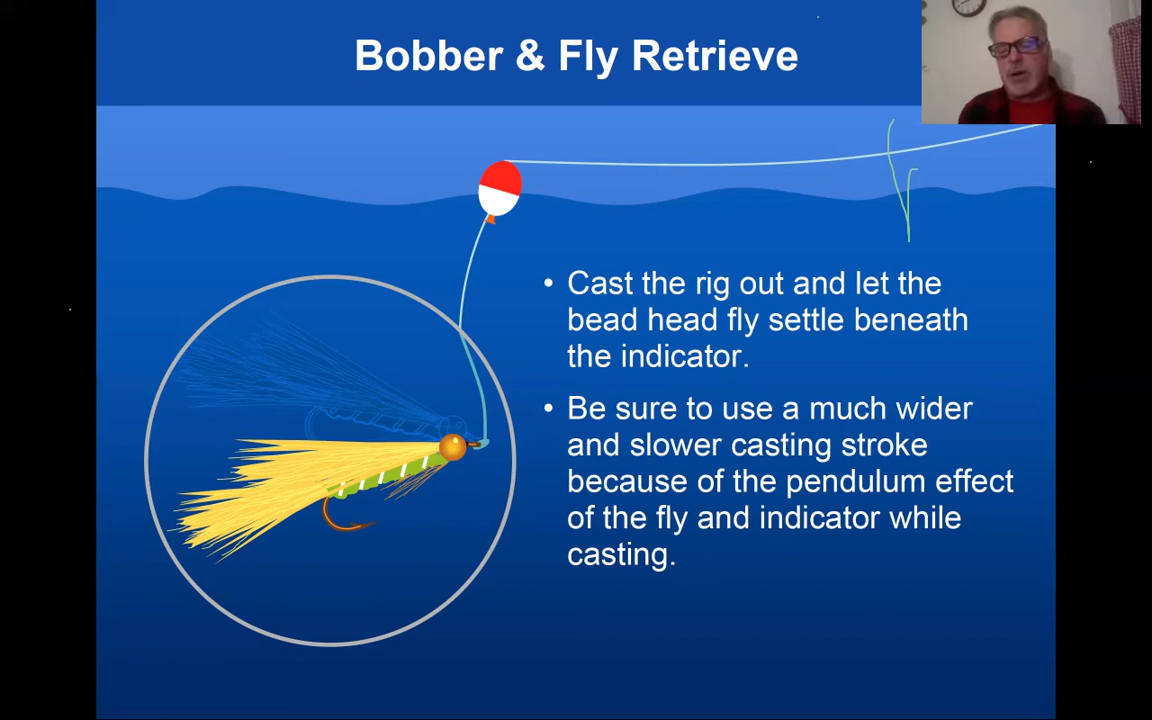 Bobber & Fly Retrieve
• Cast the rig out and let the
bead head fly settle beneath
the indicator.
• Be sure to use a much wider
and slower casting stroke
because of the pendulum effect
of the fly and indicator while
casting.